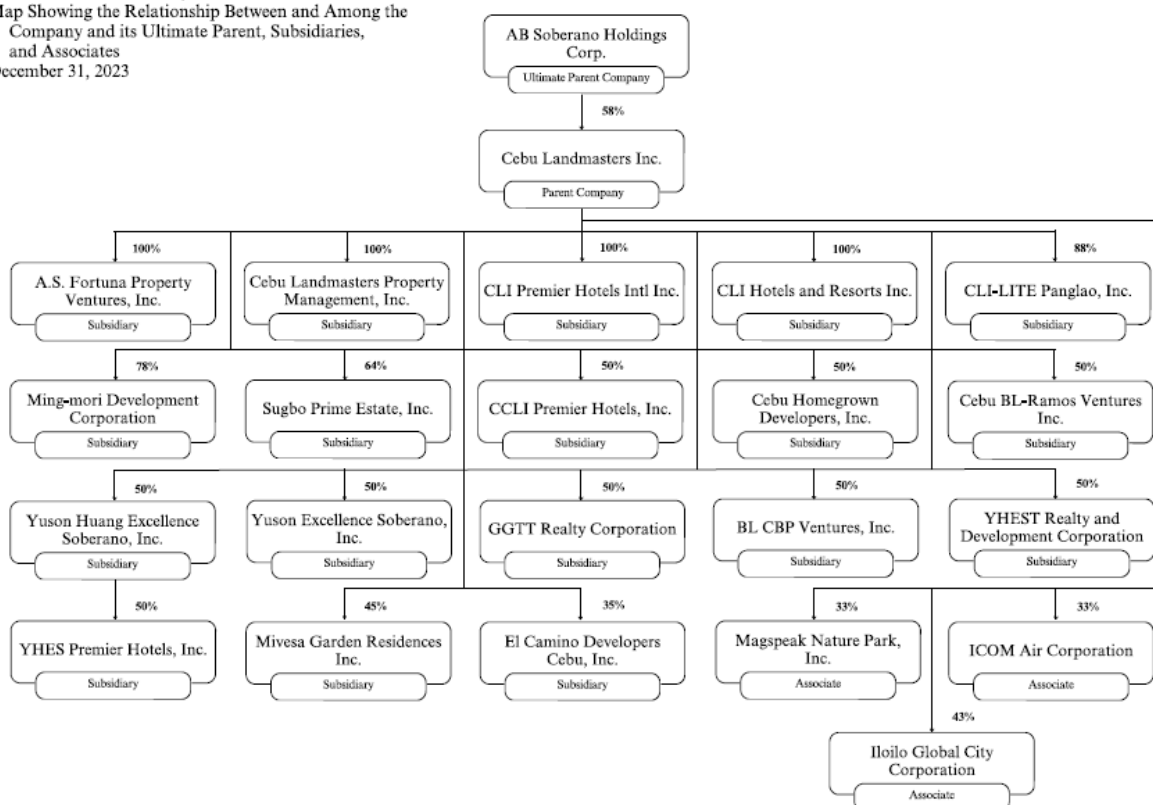 Map Showing the Relationship Between and Among the
Company and its Ultimate Parent, Subsidiaries,
and Associates
December 31, 2023
AB Soberano Holdings
Corp.
Ultimate Parent Company
58%
Cebu Landmasters Inc.
Parent Company
100%
A.S. Fortuna Property
Ventures, Inc.
Subsidiary
100%
Cebu Landmasters Property
Management, Inc.
Subsidiary
100%
CLI Premier Hotels Intl Inc.
Subsidiary
100%
CLI Hotels and Resorts Inc.
Subsidiary
88%
CLI-LITE Panglao, Inc.
Subsidiary
78%
Ming-mori Development
Corporation
Subsidiary
64%
Sugbo Prime Estate, Inc.
Subsidiary
50%
CCLI Premier Hotels, Inc.
Subsidiary
50%
Cebu Homegrown
Developers, Inc.
Subsidiary
50%
Cebu BL-Ramos Ventures
Inc.
Subsidiary
50%
Yuson Huang Excellence
Soberano, Inc.
Subsidiary
50%
Yuson Excellence Soberano,
Inc.
Subsidiary
50%
GGTT Realty Corporation
Subsidiary
50%
BL CBP Ventures, Inc.
Subsidiary
50%
YHEST Realty and
Development Corporation
Subsidiary
50%
YHES Premier Hotels, Inc.
Subsidiary
45%
Mivesa Garden Residences
Inc.
Subsidiary
35%
El Camino Developers
Cebu, Inc.
Subsidiary
33%
Magspeak Nature Park,
Inc.
Associate
33%
ICOM Air Corporation
Associate
43%
Iloilo Global City
Corporation
Associate